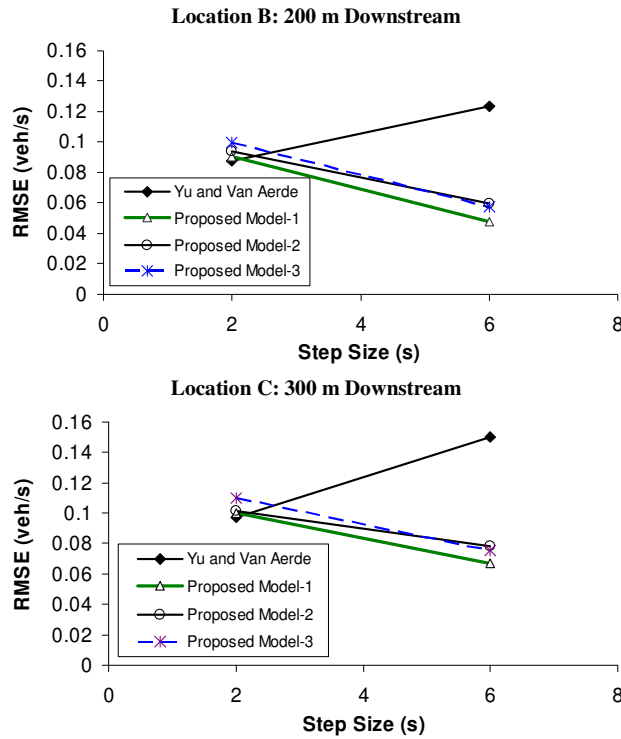 Location B: 200 m Downstream
0.16
0.14
0.12
0.1
0.08
0.06
0.04
0.02
0
RMSE (veh/s)
Yu and Van Aerde
Proposed Model-1
Proposed Model-2
Proposed Model-3
0 2 4 6 8
Step Size (s)
Location C: 300 m Downstream
0.16
0.14
0.12
0.1
0.08
0.06
0.04
0.02
0
RMSE (veh/s)
Yu and Van Aerde
Proposed Model-1
Proposed Model-2
Proposed Model-3
0 2 4 6 8
Step Size (s)